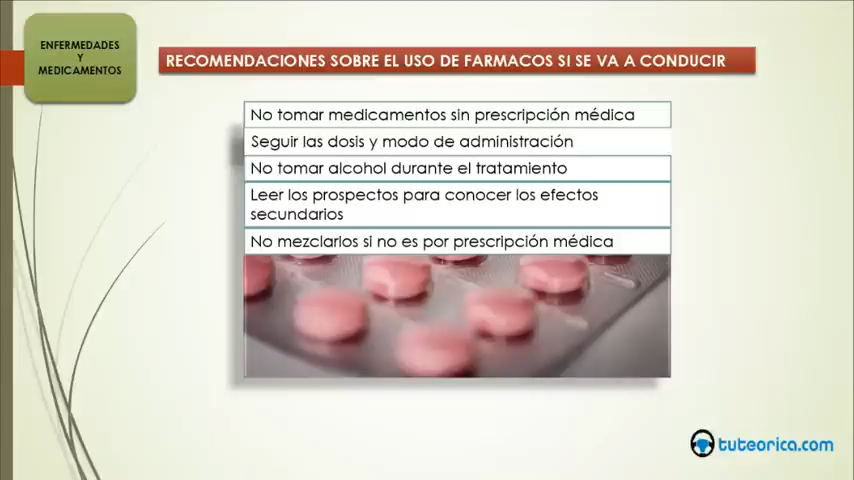 ENFERMEDADES
Y
MEDICAMENTOS
RECOMENDACIONES SOBRE EL USO DE FARMACOS SI SE VA A CONDUCIR
No tomar medicamentos sin prescripción médica
Seguir las dosis y modo de administración
No tomar alcohol durante el tratamiento
Leer los prospectos para conocer los efectos
secundarios
No mezclarlos si no es por prescripción médica
tuteorica.com